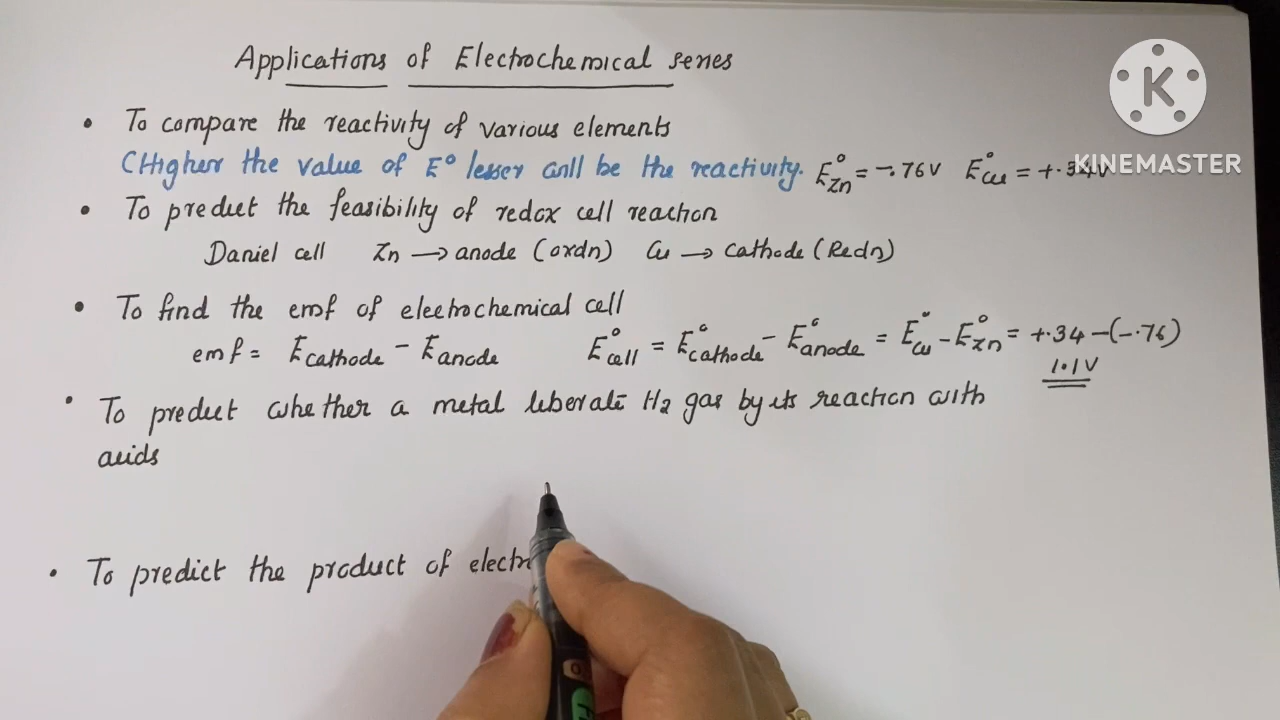 Applications of Electrochemical series
• To compare the reactivity of various elements
(Higher the value of E° lesser will be the reactivity. E°Zn = -.76V E°Cu = +.34V
KINEMASTER
• To predict the feasibility of redox cell reaction
Daniel cell Zn → anode (oxdn) Cu → Cathode (Redn)
• To find the emf of electrochemical cell
emf = Ecathode - Eanode E°cell = E°cathode - E°anode = E°Cu - E°Zn = +.34 - (-.76)
1.1V
• To predict whether a metal liberate H₂ gas by its reaction with
acids
• To predict the product of